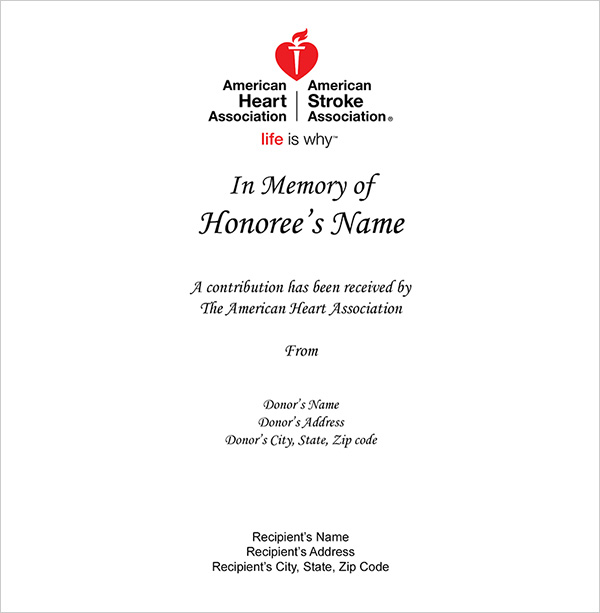 American
Heart
Association
American
Stroke
Association®
life is why™
In Memory of
Honoree's Name
A contribution has been received by
The American Heart Association
From
Donor's Name
Donor's Address
Donor's City, State, Zip code
Recipient's Name
Recipient's Address
Recipient's City, State, Zip Code